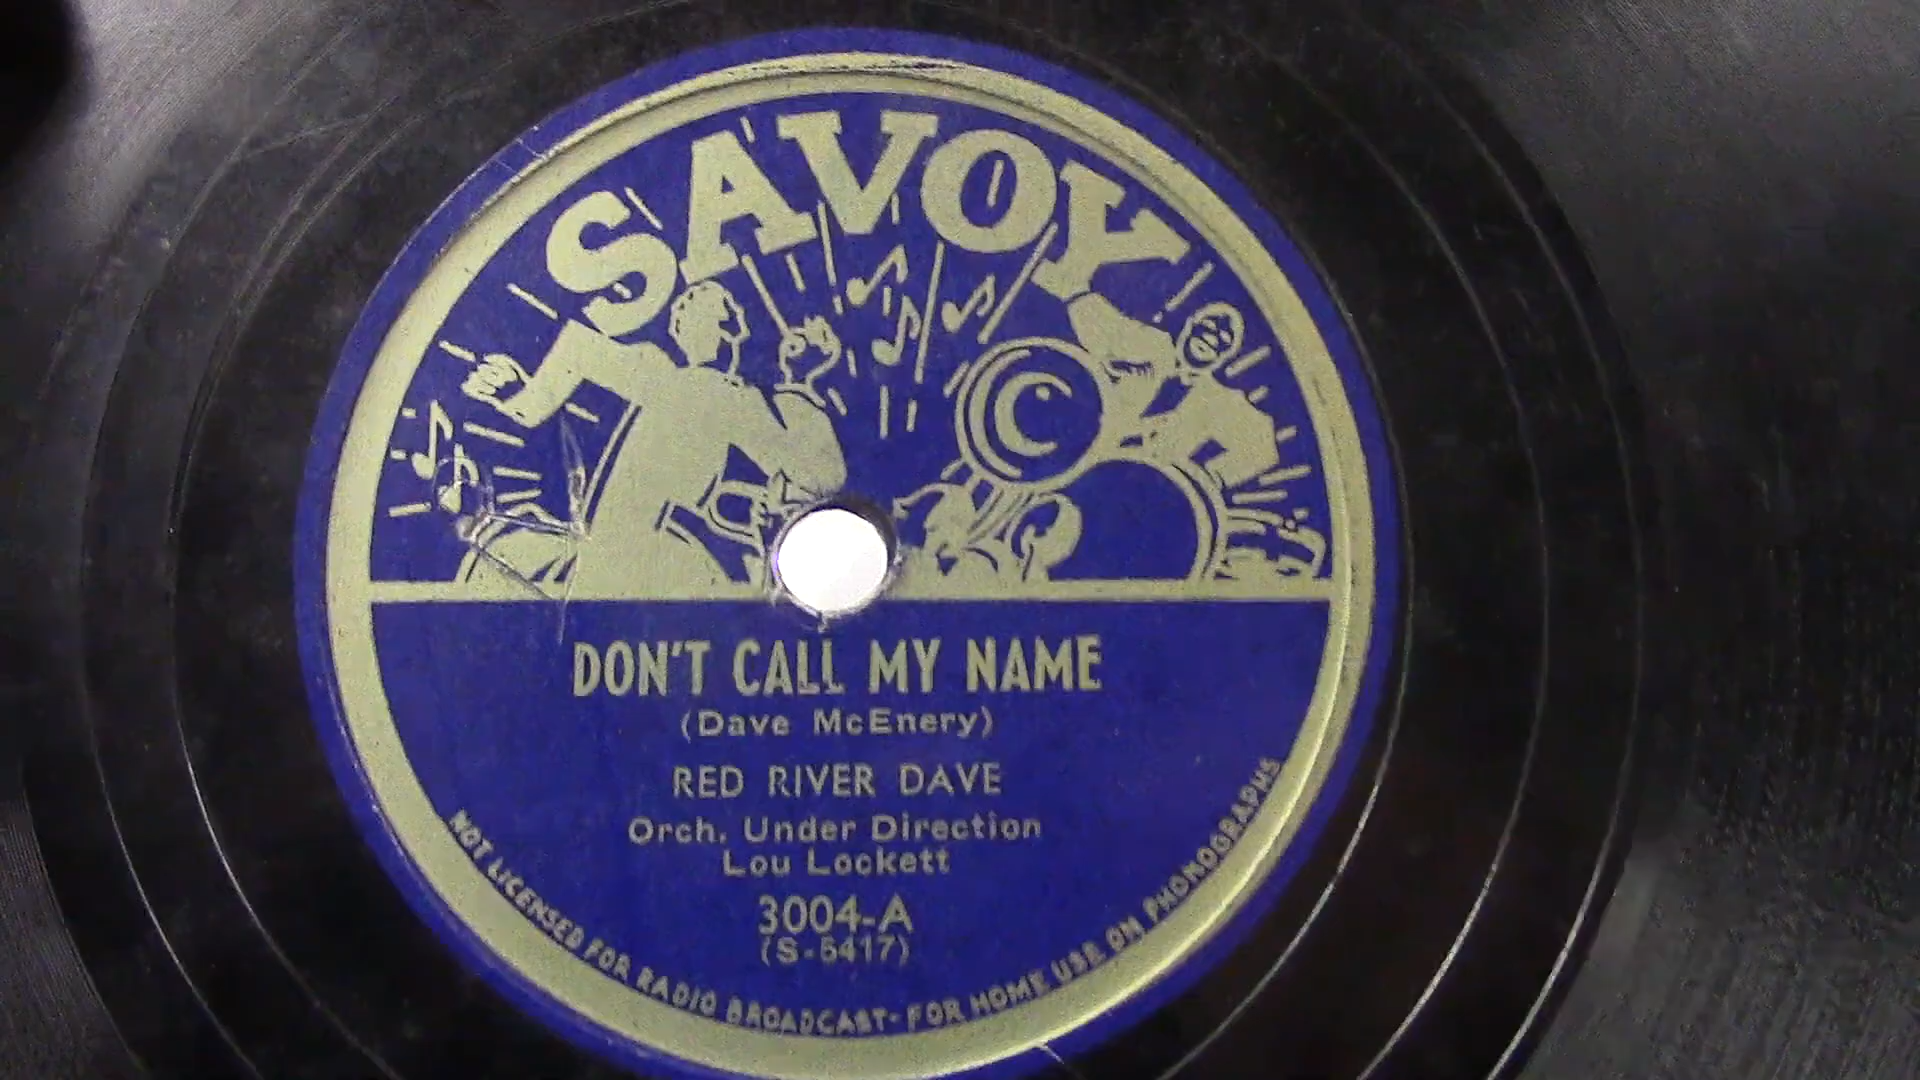 SAVOY
DON'T CALL MY NAME
(Dave McEnery)
RED RIVER DAVE
Orch. Under Direction
Lou Lockett
3004-A
(S-5417)
NOT LICENSED FOR RADIO BROADCAST-FOR HOME USE ON PHONOGRAPHS